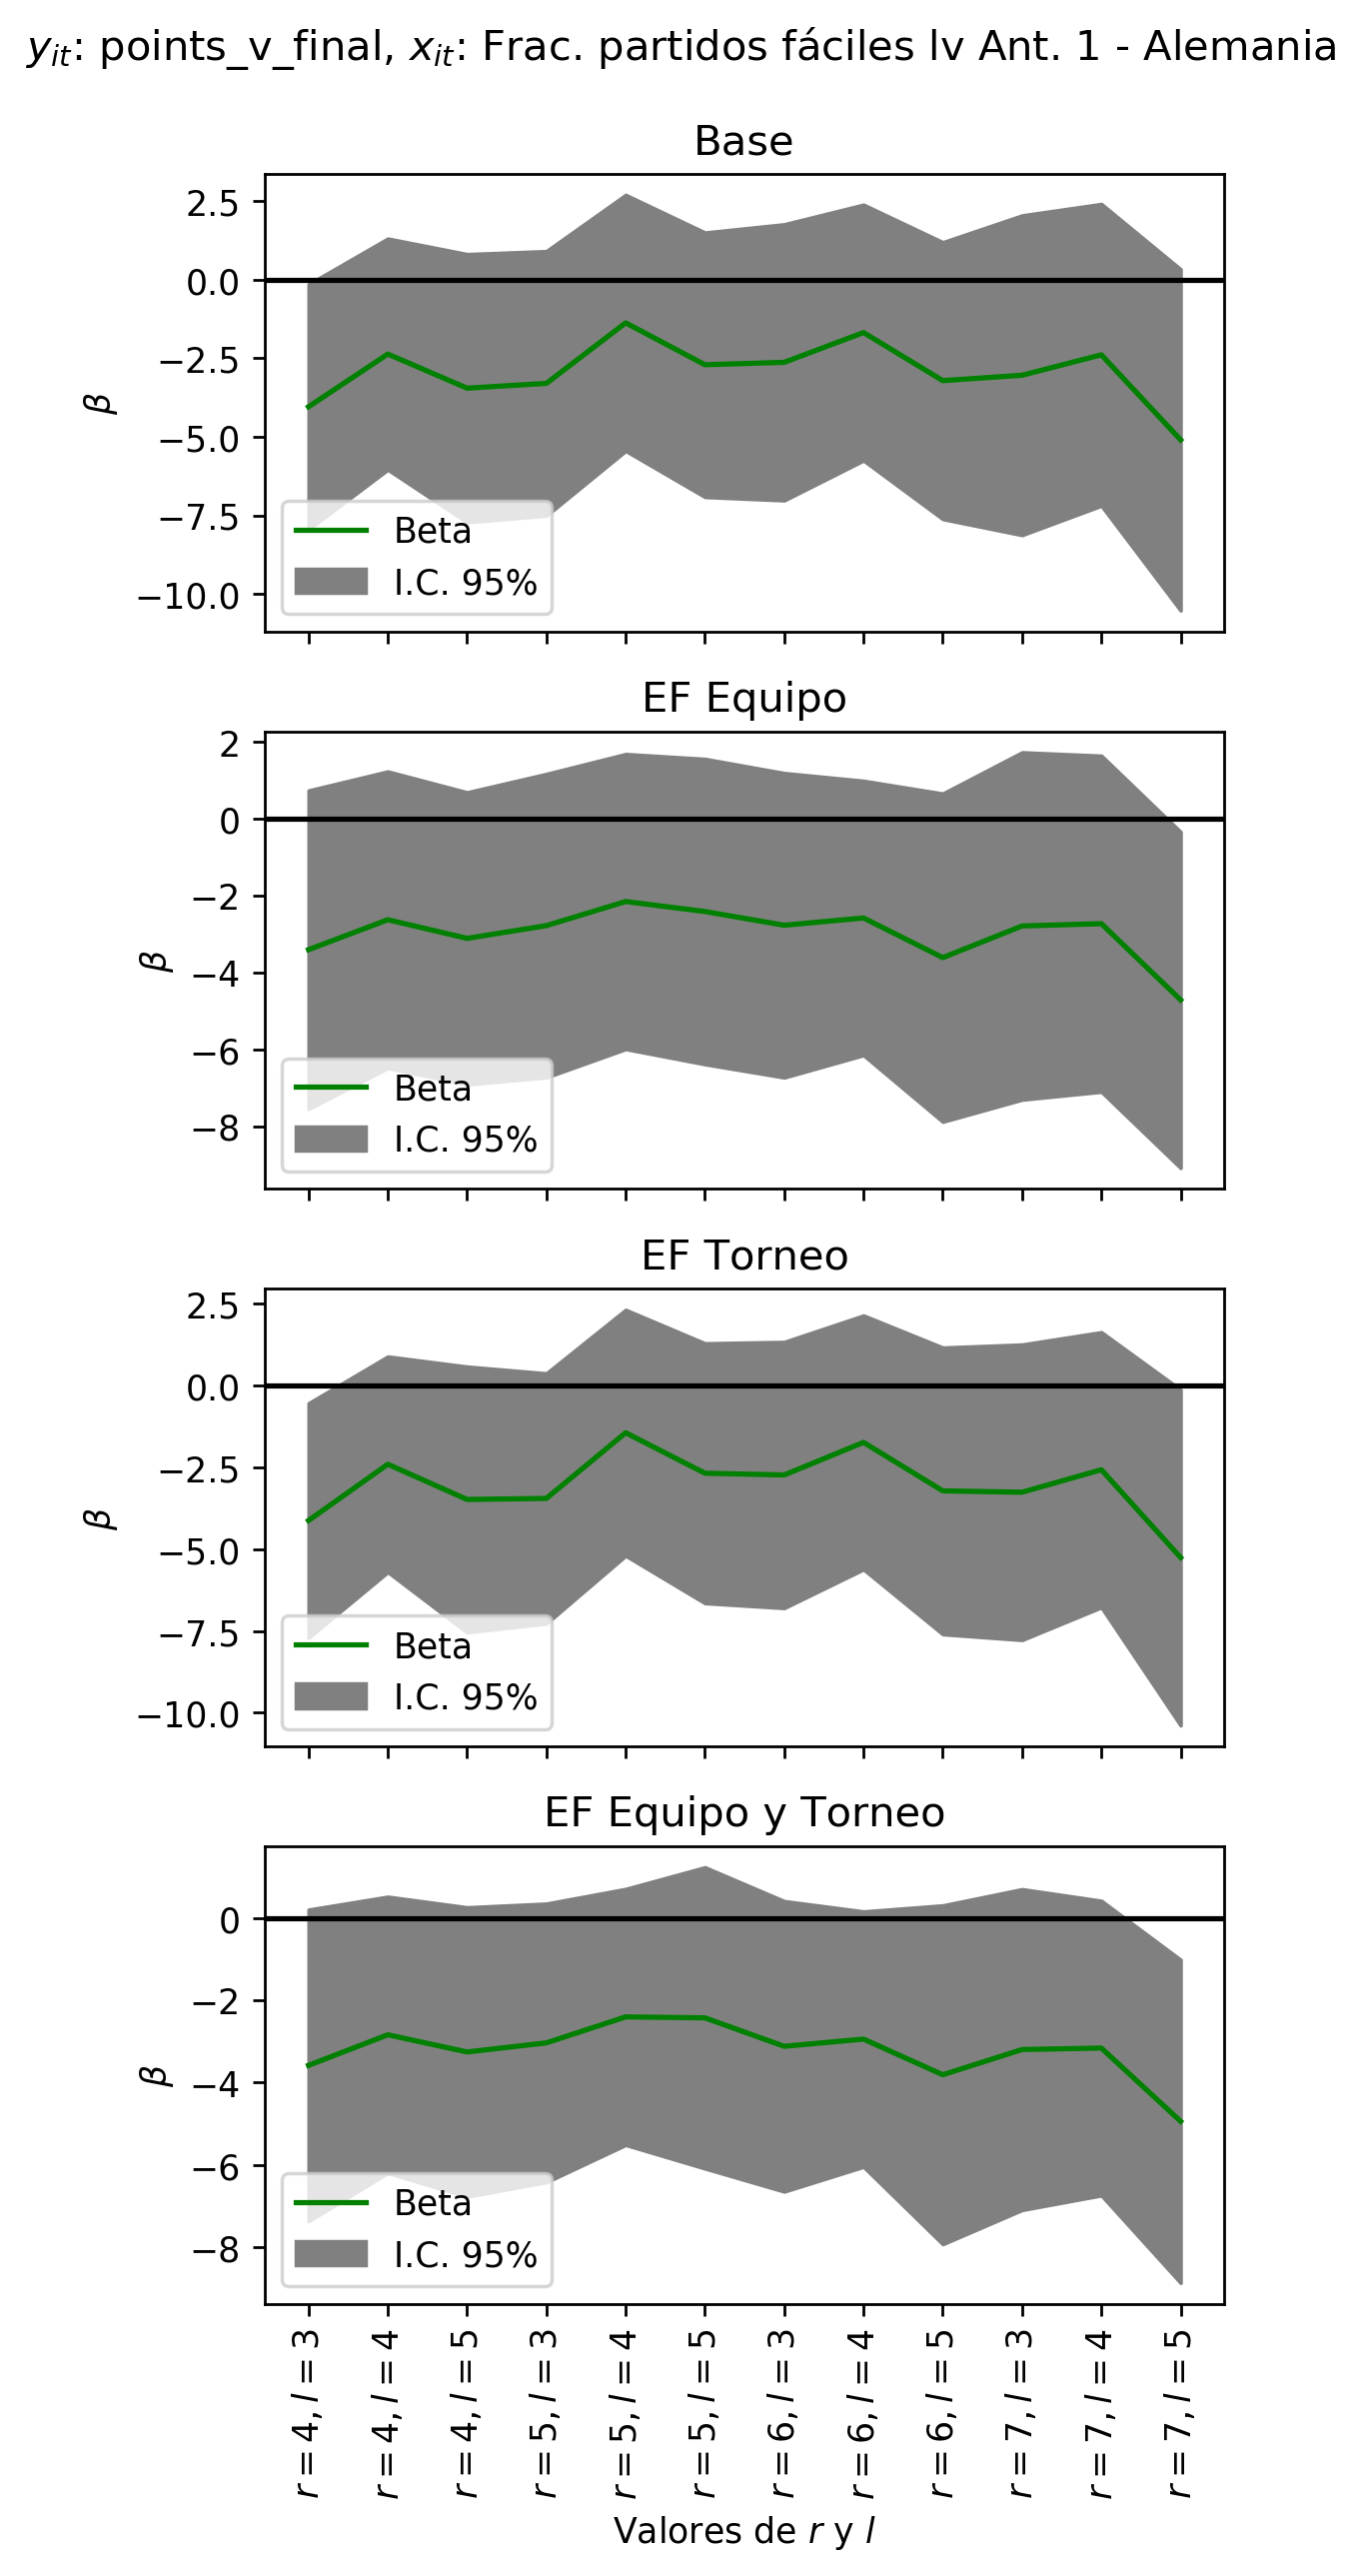 y_it: points_v_final, x_it: Frac. partidos fáciles lv Ant. 1 - Alemania
Base
2.5
0.0
−2.5
−5.0
−7.5
−10.0
β
Beta
I.C. 95%
EF Equipo
2
0
−2
−4
−6
−8
β
Beta
I.C. 95%
EF Torneo
2.5
0.0
−2.5
−5.0
−7.5
−10.0
β
Beta
I.C. 95%
EF Equipo y Torneo
0
−2
−4
−6
−8
β
Beta
I.C. 95%
r = 4, l = 3
r = 4, l = 4
r = 4, l = 5
r = 5, l = 3
r = 5, l = 4
r = 5, l = 5
r = 6, l = 3
r = 6, l = 4
r = 6, l = 5
r = 7, l = 3
r = 7, l = 4
r = 7, l = 5
Valores de r y l